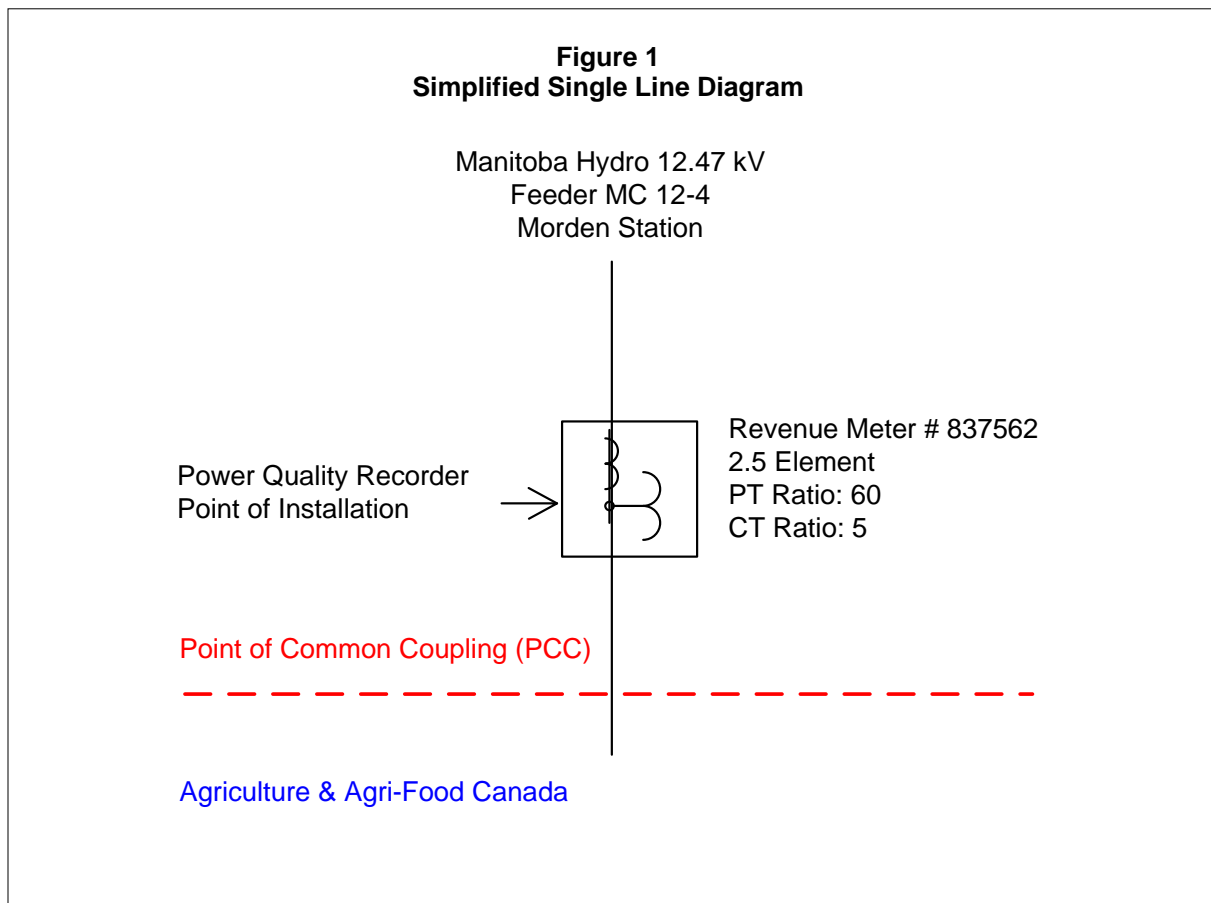 Figure 1
Simplified Single Line Diagram
Manitoba Hydro 12.47 kV
Feeder MC 12-4
Morden Station
Revenue Meter # 837562
2.5 Element
PT Ratio: 60
CT Ratio: 5
Power Quality Recorder
Point of Installation
Point of Common Coupling (PCC)
Agriculture & Agri-Food Canada